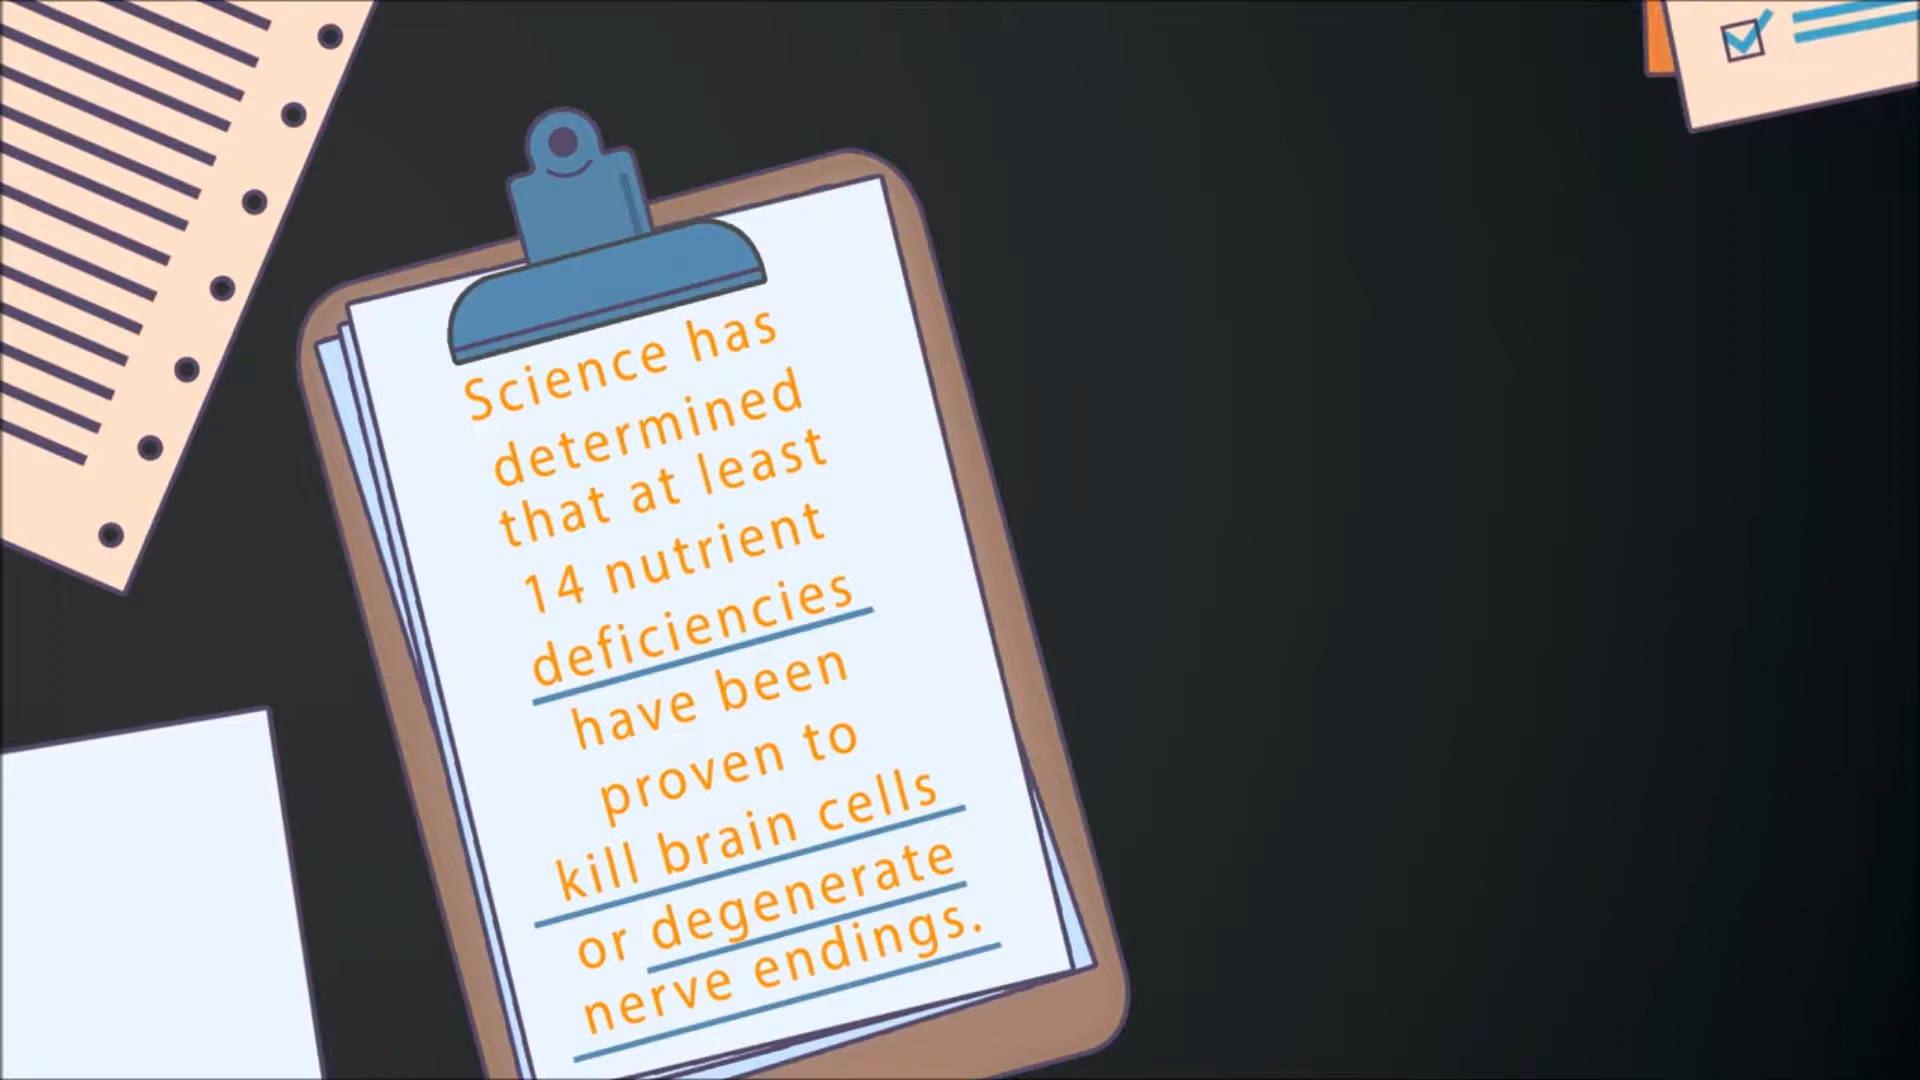 Science has
determined
that at least
14 nutrient
deficiencies
have been
proven to
kill brain cells
or degenerate
nerve endings.